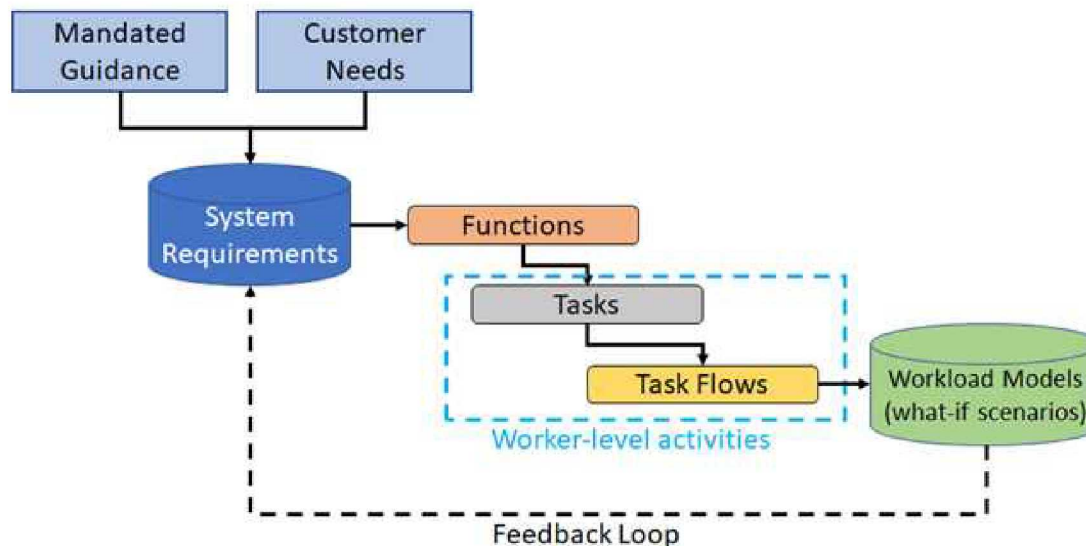 Mandated
Guidance
Customer
Needs
System
Requirements
Functions
Tasks
Task Flows
Workload Models
(what-if scenarios)
Worker-level activities
Feedback Loop